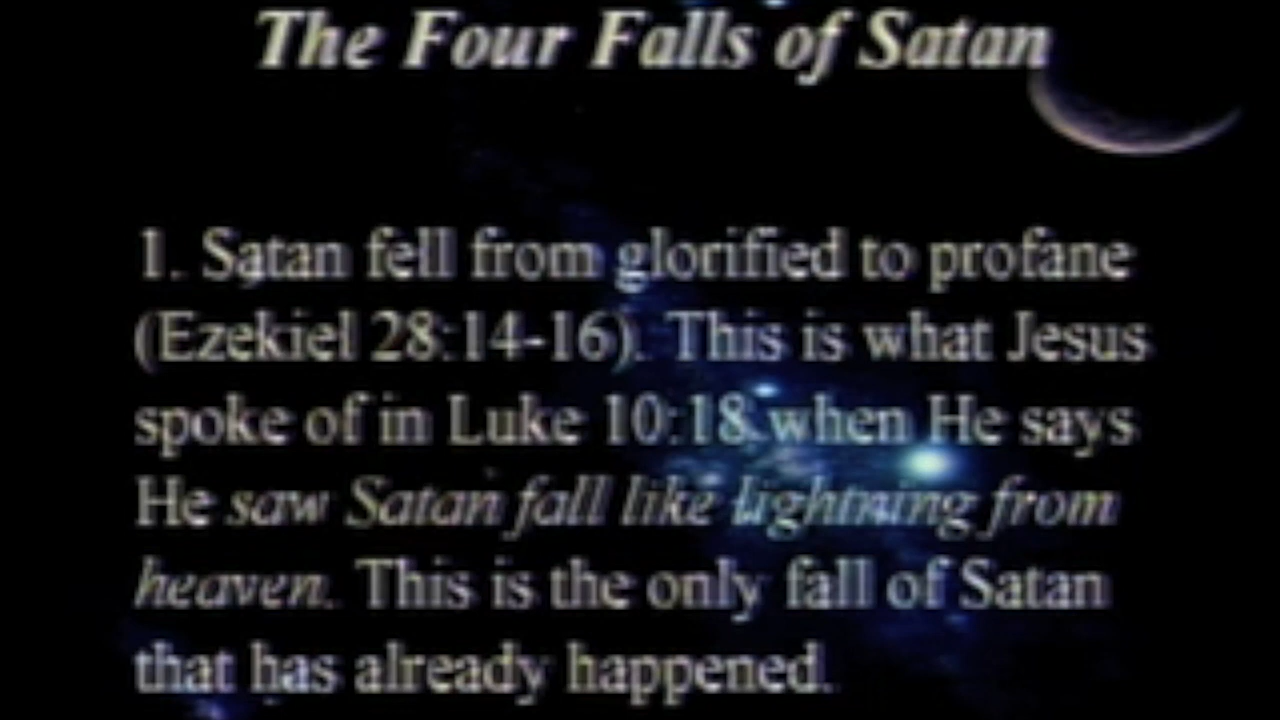 The Four Falls of Satan
1. Satan fell from glorified to profane
(Ezekiel 28:14-16). This is what Jesus
spoke of in Luke 10:18 when He says
He saw Satan fall like lightning from
heaven. This is the only fall of Satan
that has already happened.